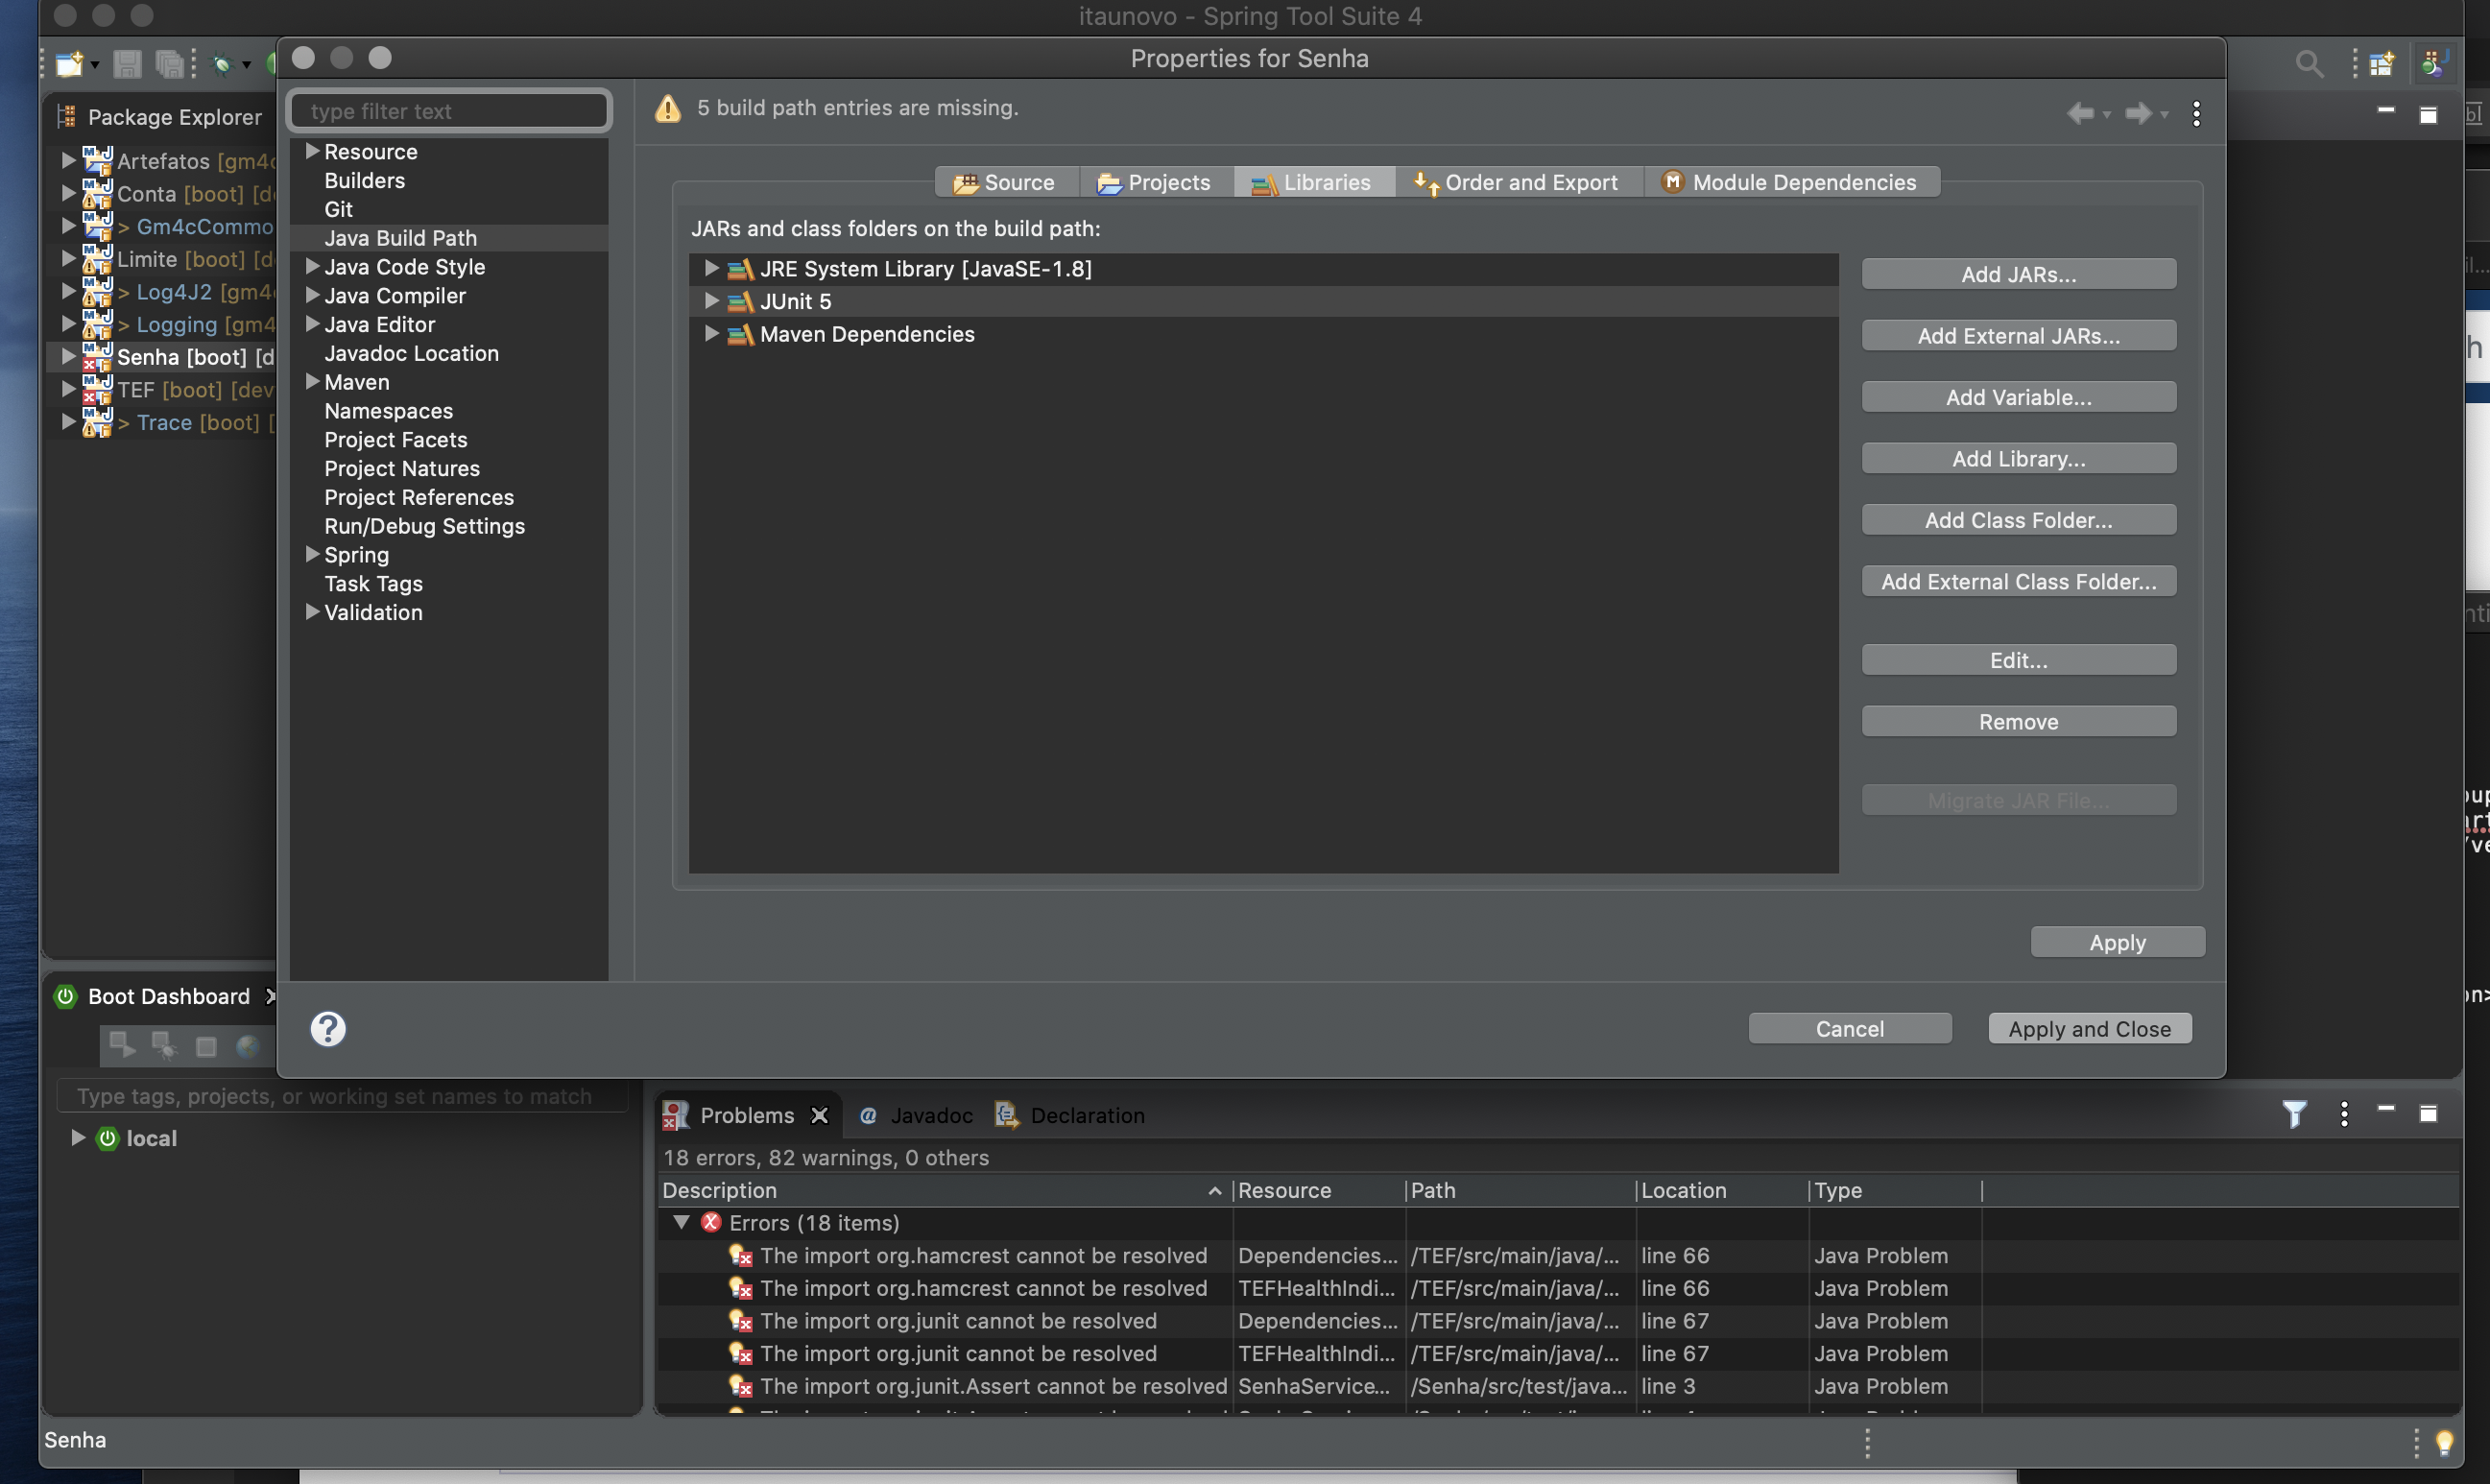 itaunovo - Spring Tool Suite 4
Properties for Senha
Package Explorer
Artefatos [gm4c
Conta [boot] [de
> Gm4cCommo
Limite [boot] [de
> Log4J2 [gm4c
> Logging [gm4
Senha [boot] [d
TEF [boot] [dev
> Trace [boot] [
type filter text
Resource
Builders
Git
Java Build Path
Java Code Style
Java Compiler
Java Editor
Javadoc Location
Maven
Namespaces
Project Facets
Project Natures
Project References
Run/Debug Settings
Spring
Task Tags
Validation
5 build path entries are missing.
Source
Projects
Libraries
Order and Export
Module Dependencies
JARs and class folders on the build path:
JRE System Library [JavaSE-1.8]
JUnit 5
Maven Dependencies
Add JARs...
Add External JARs...
Add Variable...
Add Library...
Add Class Folder...
Add External Class Folder...
Edit...
Remove
Migrate JAR File...
Apply
Cancel
Apply and Close
Boot Dashboard
Type tags, projects, or working set names to match
local
Problems
@ Javadoc
Declaration
18 errors, 82 warnings, 0 others
Description Resource Path Location Type
Errors (18 items)
The import org.hamcrest cannot be resolved Dependencies... /TEF/src/main/java/... line 66 Java Problem
The import org.hamcrest cannot be resolved TEFHealthIndi... /TEF/src/main/java/... line 66 Java Problem
The import org.junit cannot be resolved Dependencies... /TEF/src/main/java/... line 67 Java Problem
The import org.junit cannot be resolved TEFHealthIndi... /TEF/src/main/java/... line 67 Java Problem
The import org.junit.Assert cannot be resolved SenhaService... /Senha/src/test/java... line 3 Java Problem
Senha